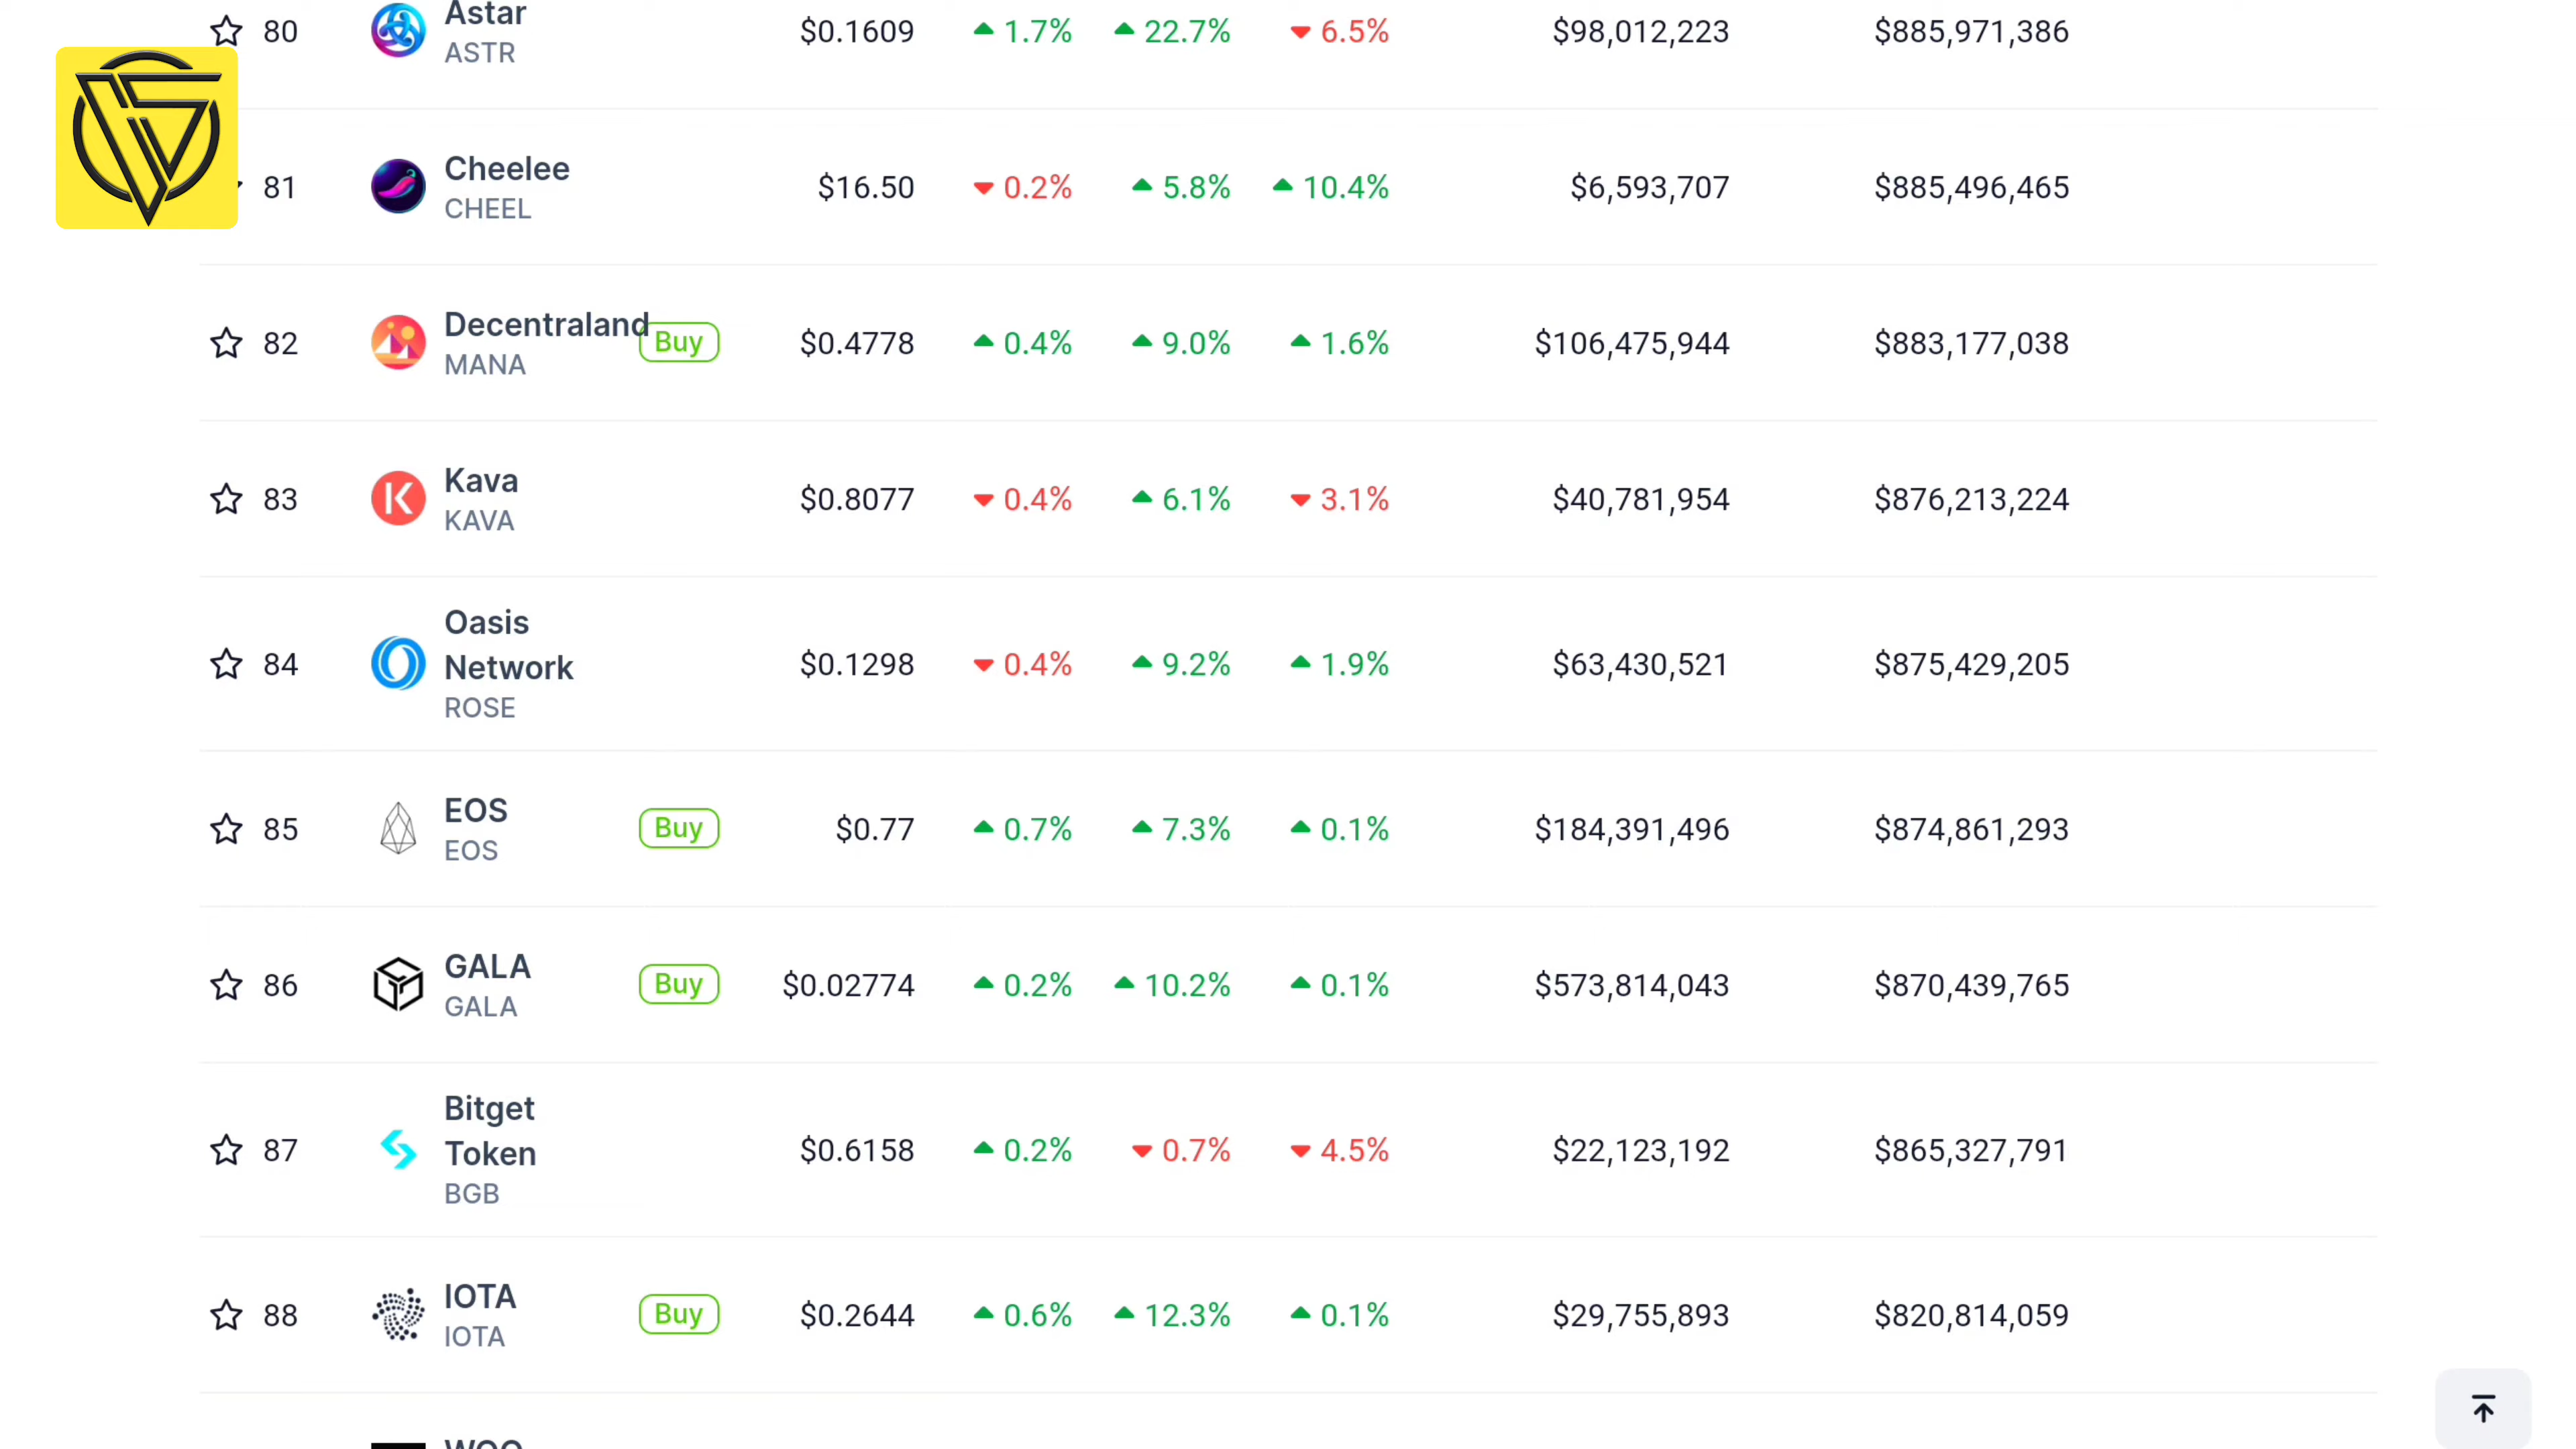 80 Astar ASTR $0.1609 1.7% 22.7% 6.5% $98,012,223 $885,971,386
81 Cheelee CHEEL $16.50 0.2% 5.8% 10.4% $6,593,707 $885,496,465
82 Decentraland MANA Buy $0.4778 0.4% 9.0% 1.6% $106,475,944 $883,177,038
83 Kava KAVA $0.8077 0.4% 6.1% 3.1% $40,781,954 $876,213,224
84 Oasis Network ROSE $0.1298 0.4% 9.2% 1.9% $63,430,521 $875,429,205
85 EOS EOS Buy $0.77 0.7% 7.3% 0.1% $184,391,496 $874,861,293
86 GALA GALA Buy $0.02774 0.2% 10.2% 0.1% $573,814,043 $870,439,765
87 Bitget Token BGB $0.6158 0.2% 0.7% 4.5% $22,123,192 $865,327,791
88 IOTA IOTA Buy $0.2644 0.6% 12.3% 0.1% $29,755,893 $820,814,059